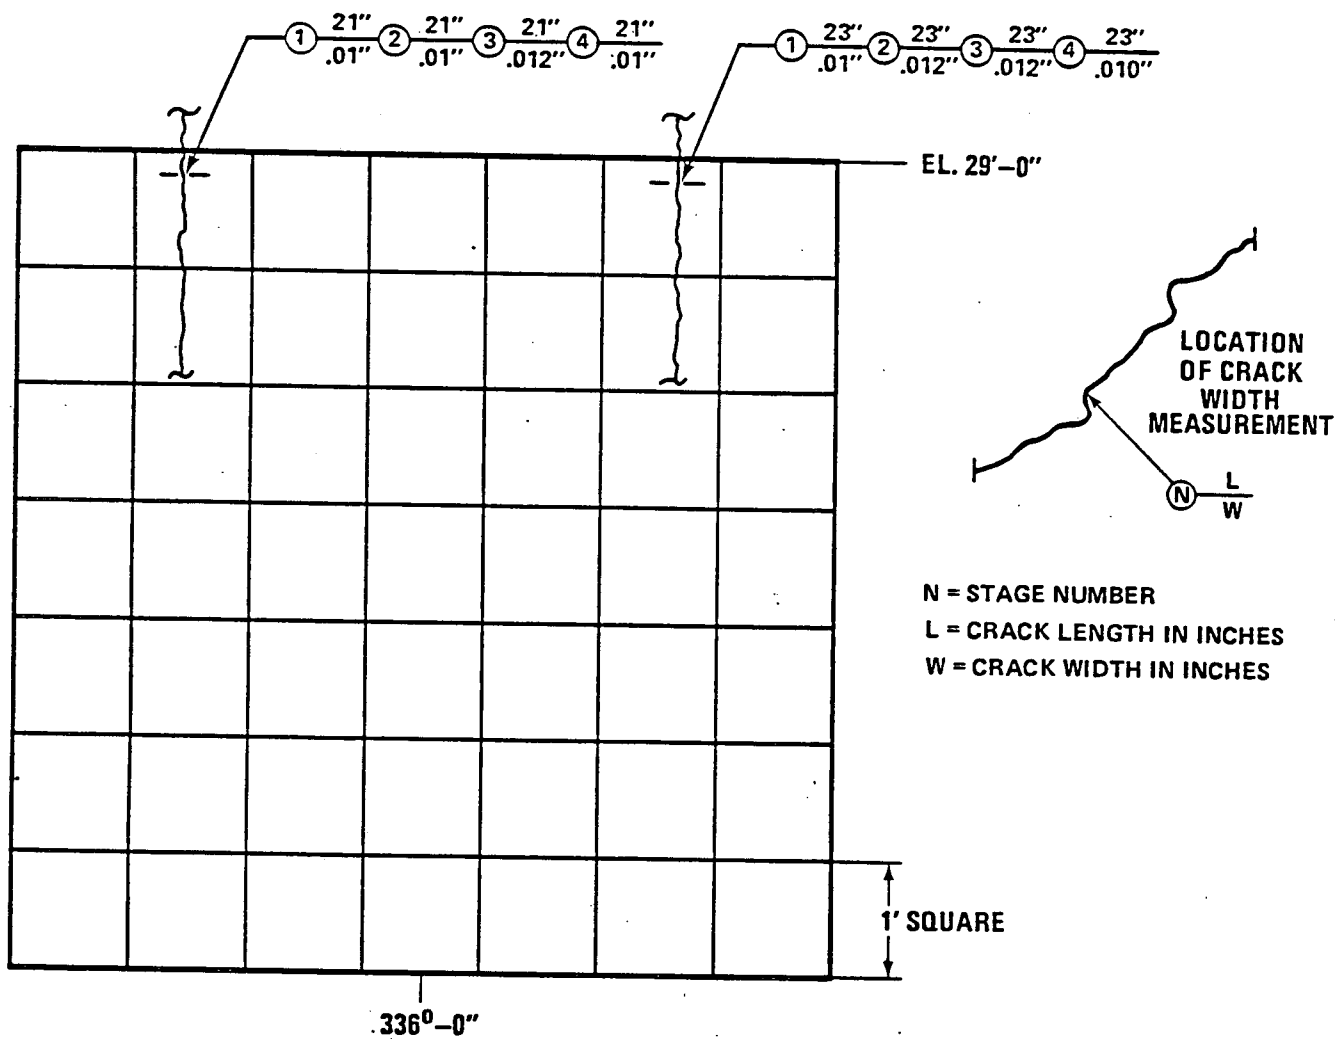 1 21" 2 21" 3 21" 4 21"
.01" .01" .012" .01"
1 23" 2 23" 3 23" 4 23"
.01" .012" .012" .010"
EL. 29'–0"
LOCATION
OF CRACK
WIDTH
MEASUREMENT
N L
W
N = STAGE NUMBER
L = CRACK LENGTH IN INCHES
W = CRACK WIDTH IN INCHES
1' SQUARE
336⁰–0"